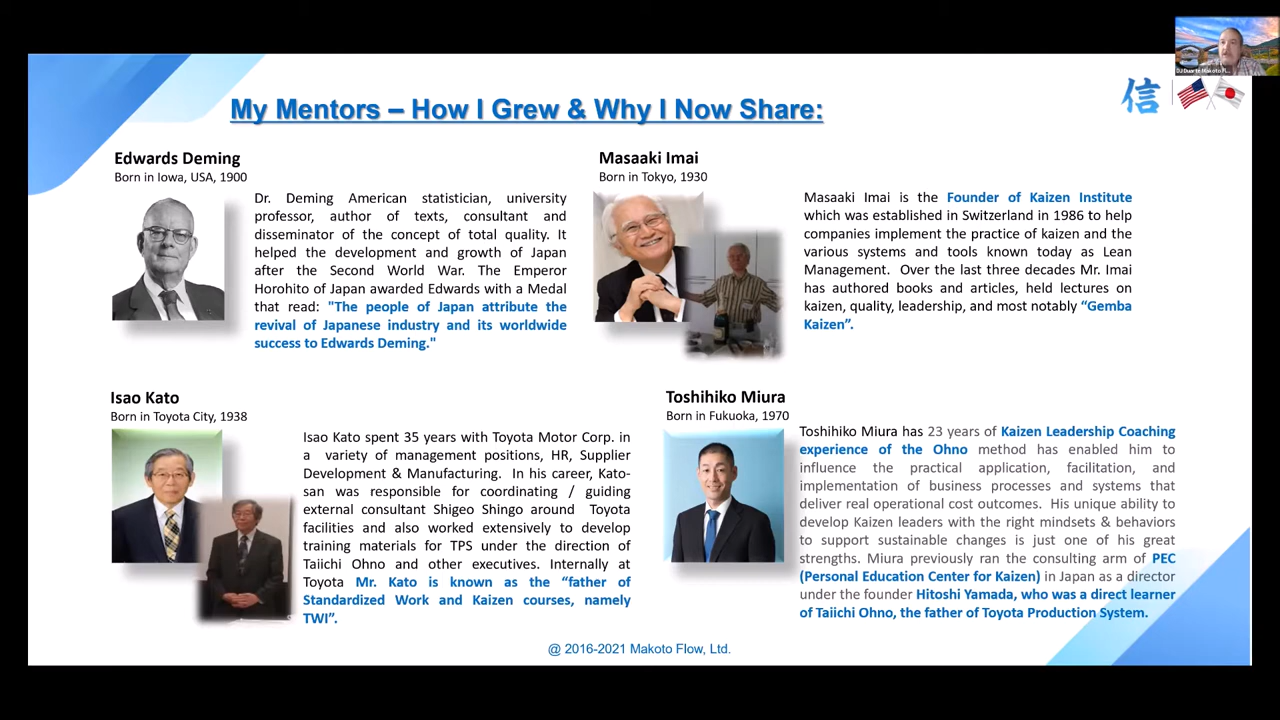 My Mentors – How I Grew & Why I Now Share:
信
Edwards Deming
Born in Iowa, USA, 1900
Dr. Deming American statistician, university
professor, author of texts, consultant and
disseminator of the concept of total quality. It
helped the development and growth of Japan
after the Second World War. The Emperor
Horohito of Japan awarded Edwards with a Medal
that read: "The people of Japan attribute the
revival of Japanese industry and its worldwide
success to Edwards Deming."
Masaaki Imai
Born in Tokyo, 1930
Masaaki Imai is the Founder of Kaizen Institute
which was established in Switzerland in 1986 to help
companies implement the practice of kaizen and the
various systems and tools known today as Lean
Management. Over the last three decades Mr. Imai
has authored books and articles, held lectures on
kaizen, quality, leadership, and most notably “Gemba
Kaizen”.
Isao Kato
Born in Toyota City, 1938
Isao Kato spent 35 years with Toyota Motor Corp. in
a variety of management positions, HR, Supplier
Development & Manufacturing. In his career, Kato-
san was responsible for coordinating / guiding
external consultant Shigeo Shingo around Toyota
facilities and also worked extensively to develop
training materials for TPS under the direction of
Taiichi Ohno and other executives. Internally at
Toyota Mr. Kato is known as the “father of
Standardized Work and Kaizen courses, namely
TWI”.
Toshihiko Miura
Born in Fukuoka, 1970
Toshihiko Miura has 23 years of Kaizen Leadership Coaching
experience of the Ohno method has enabled him to
influence the practical application, facilitation, and
implementation of business processes and systems that
deliver real operational cost outcomes. His unique ability to
develop Kaizen leaders with the right mindsets & behaviors
to support sustainable changes is just one of his great
strengths. Miura previously ran the consulting arm of PEC
(Personal Education Center for Kaizen) in Japan as a director
under the founder Hitoshi Yamada, who was a direct learner
of Taiichi Ohno, the father of Toyota Production System.
@ 2016-2021 Makoto Flow, Ltd.